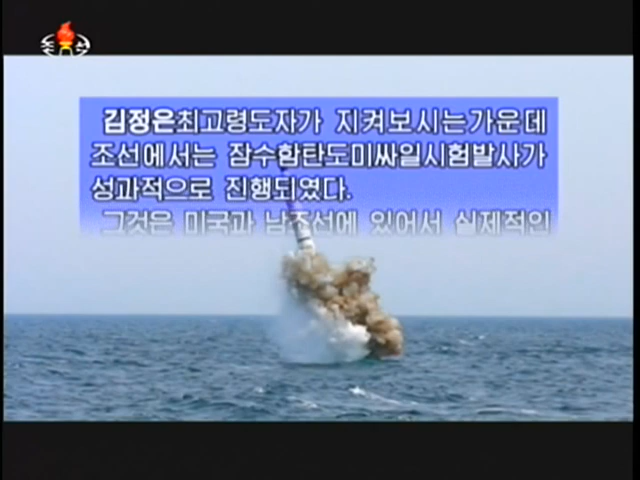 조선
김정은최고령도자가 지켜보시는가운데
조선에서는 잠수함탄도미싸일시험발사가
성과적으로 진행되였다.
그것은 미국과 남조선에 있어서 실제적인